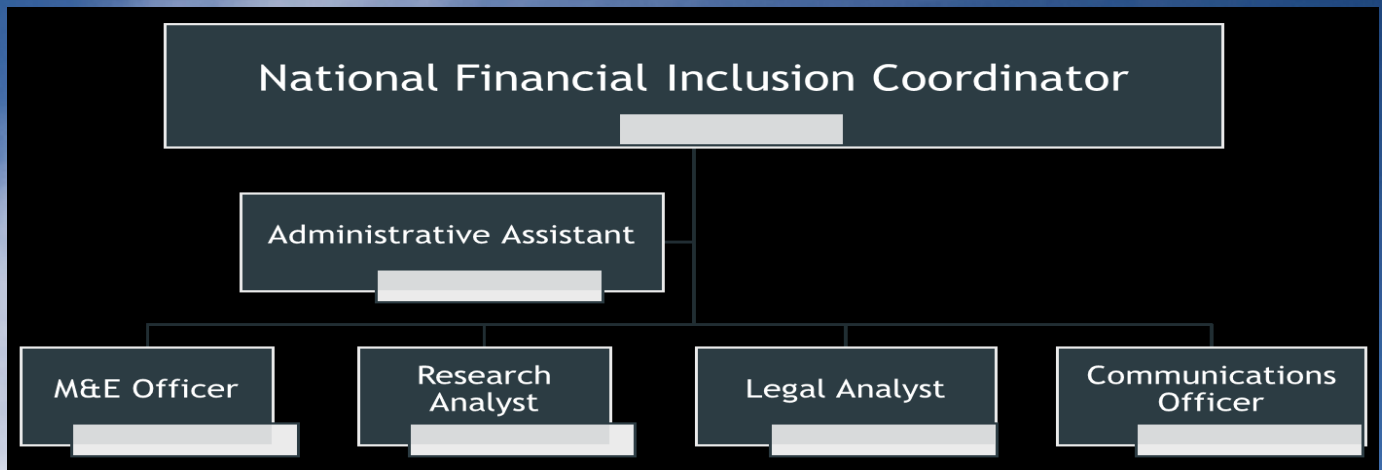 National Financial Inclusion Coordinator
Administrative Assistant
M&E Officer
Research
Analyst
Legal Analyst
Communications
Officer